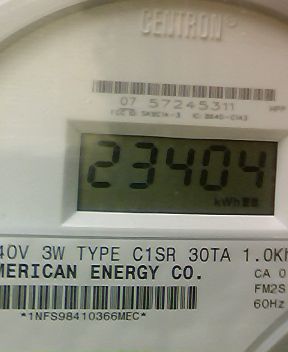 CENTRON
07 57245311
23404
kWh
40V 3W TYPE C1SR 30TA 1.0Kh
MERICAN ENERGY CO.
CA 0
FM2S
60Hz
*1NFS98410366MEC*